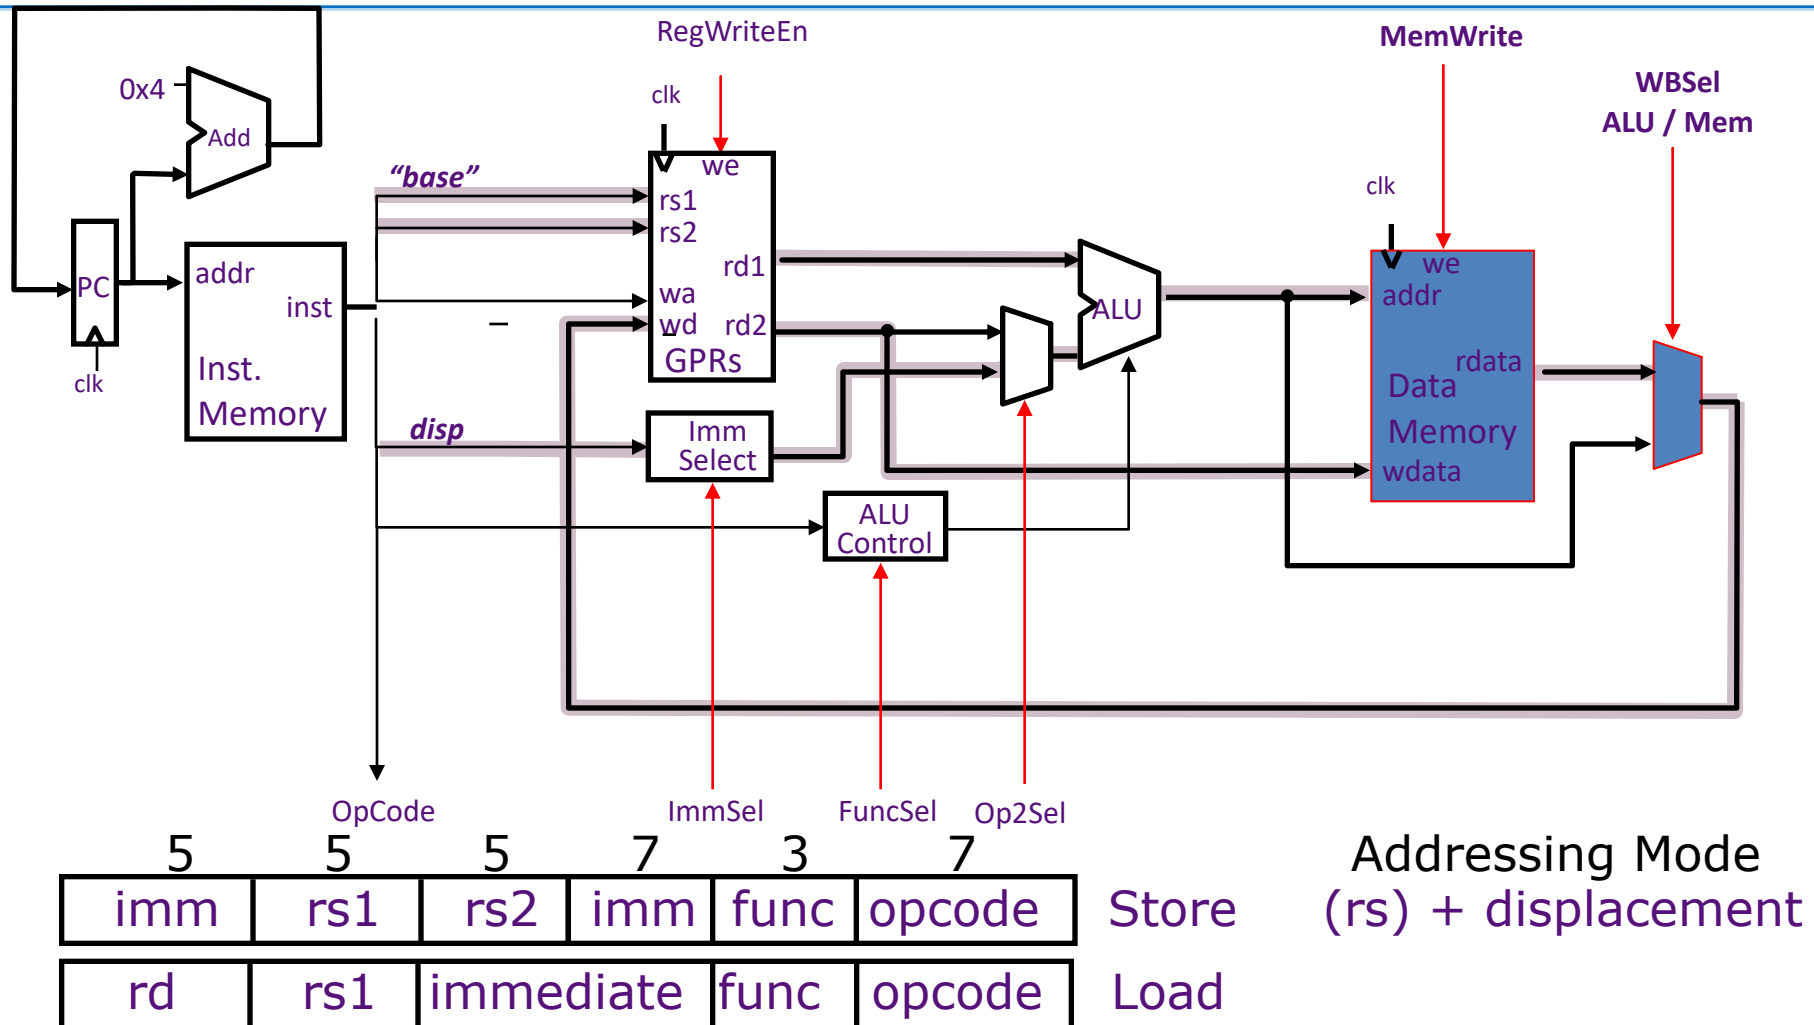 RegWriteEn
MemWrite
WBSel
ALU / Mem
0x4
Add
clk
"base"
we
rs1
rs2
rd1
wa
wd
rd2
GPRs
PC
clk
addr
inst
Inst.
Memory
disp
Imm
Select
ALU
Control
ALU
clk
we
addr
rdata
Data
Memory
wdata
OpCode
ImmSel
FuncSel
Op2Sel
5 5 5 7 3 7
imm rs1 rs2 imm func opcode Store
rd rs1 immediate func opcode Load
Addressing Mode
(rs) + displacement